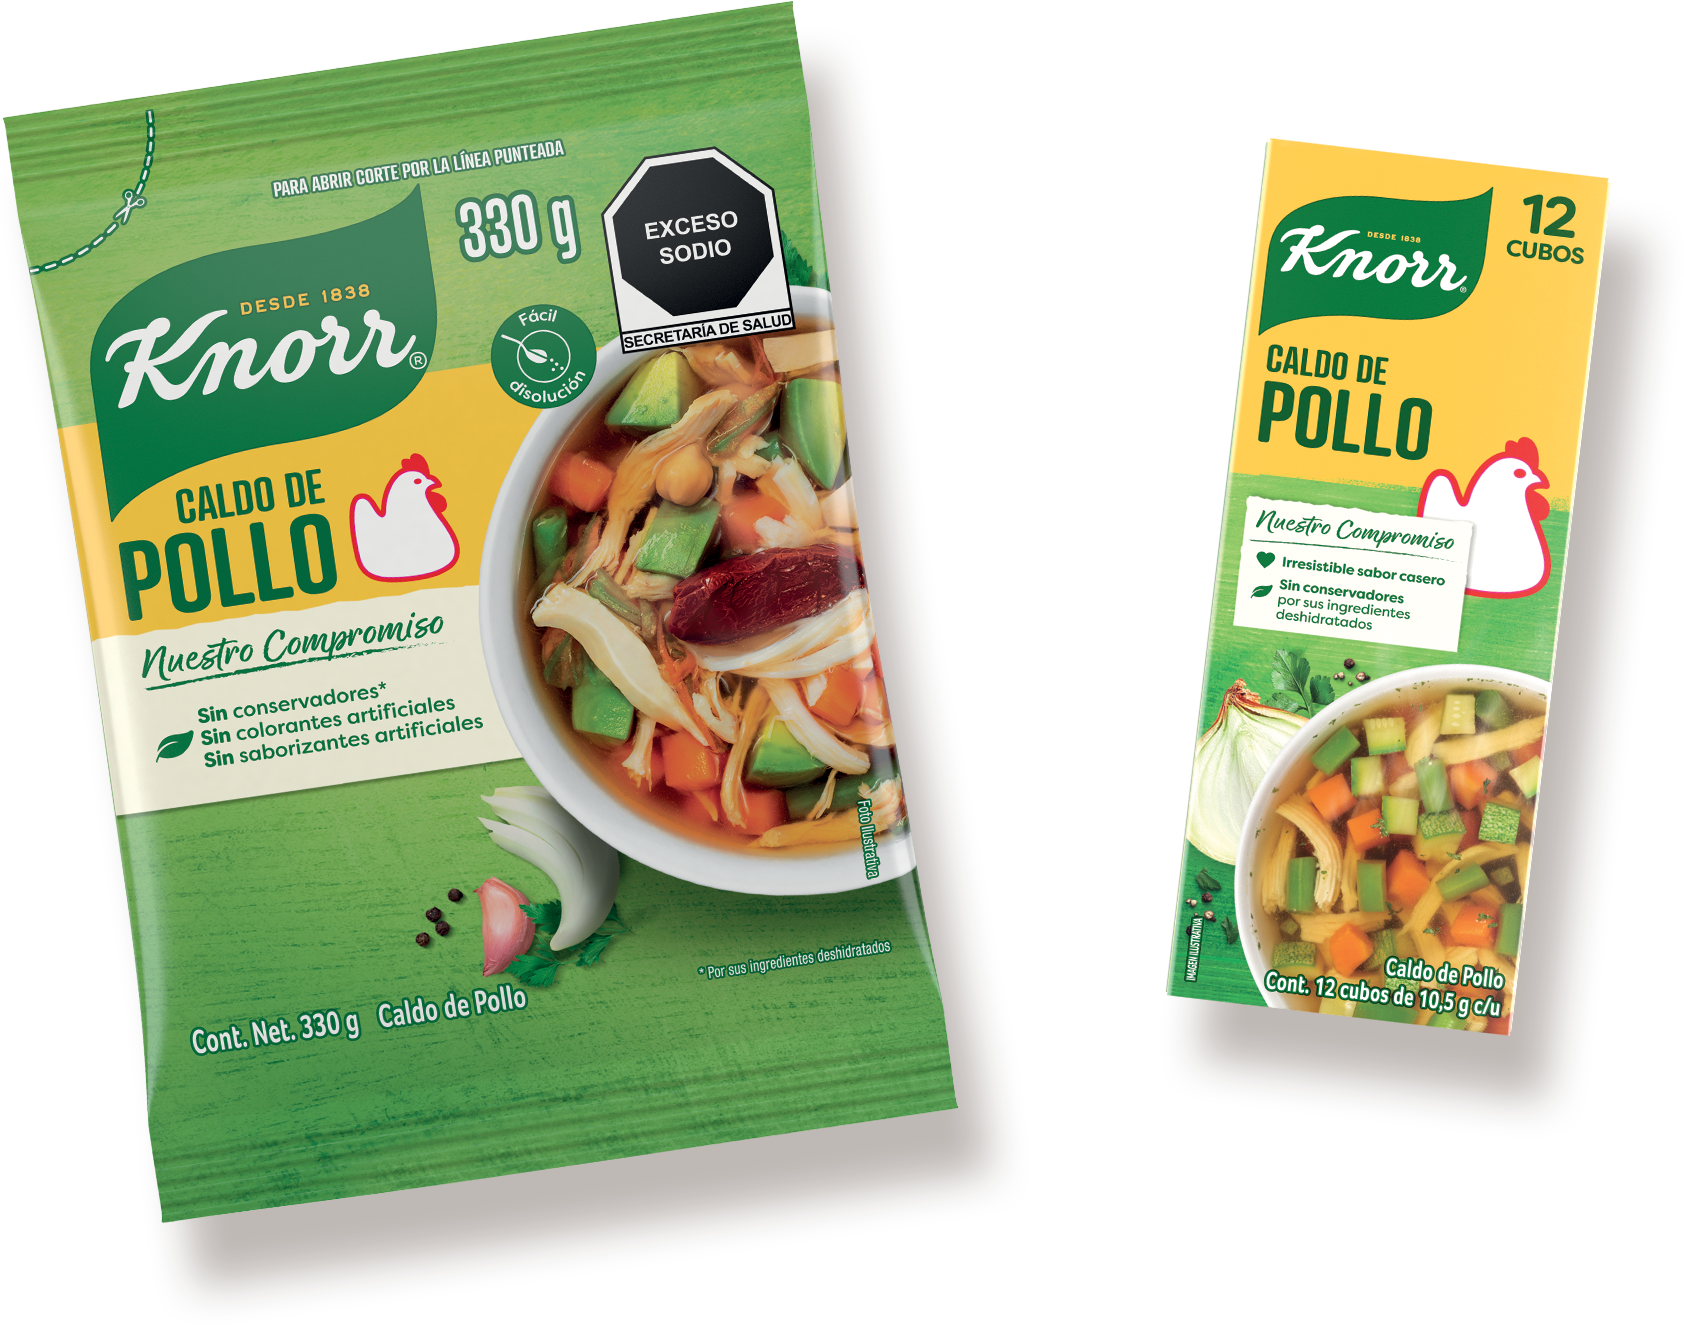 PARA ABRIR CORTE POR LA LÍNEA PUNTEADA
330 g
EXCESO
SODIO
SECRETARÍA DE SALUD
DESDE 1838
Knorr®
Fácil
disolución
CALDO DE
POLLO
Nuestro Compromiso
Sin conservadores*
Sin colorantes artificiales
Sin saborizantes artificiales
Foto Ilustrativa
* Por sus ingredientes deshidratados
Cont. Net. 330 g Caldo de Pollo
12
CUBOS
DESDE 1838
Knorr®
CALDO DE
POLLO
Nuestro Compromiso
Irresistible sabor casero
Sin conservadores
por sus ingredientes
deshidratados
IMAGEN ILUSTRATIVA
Caldo de Pollo
Cont. 12 cubos de 10,5 g c/u